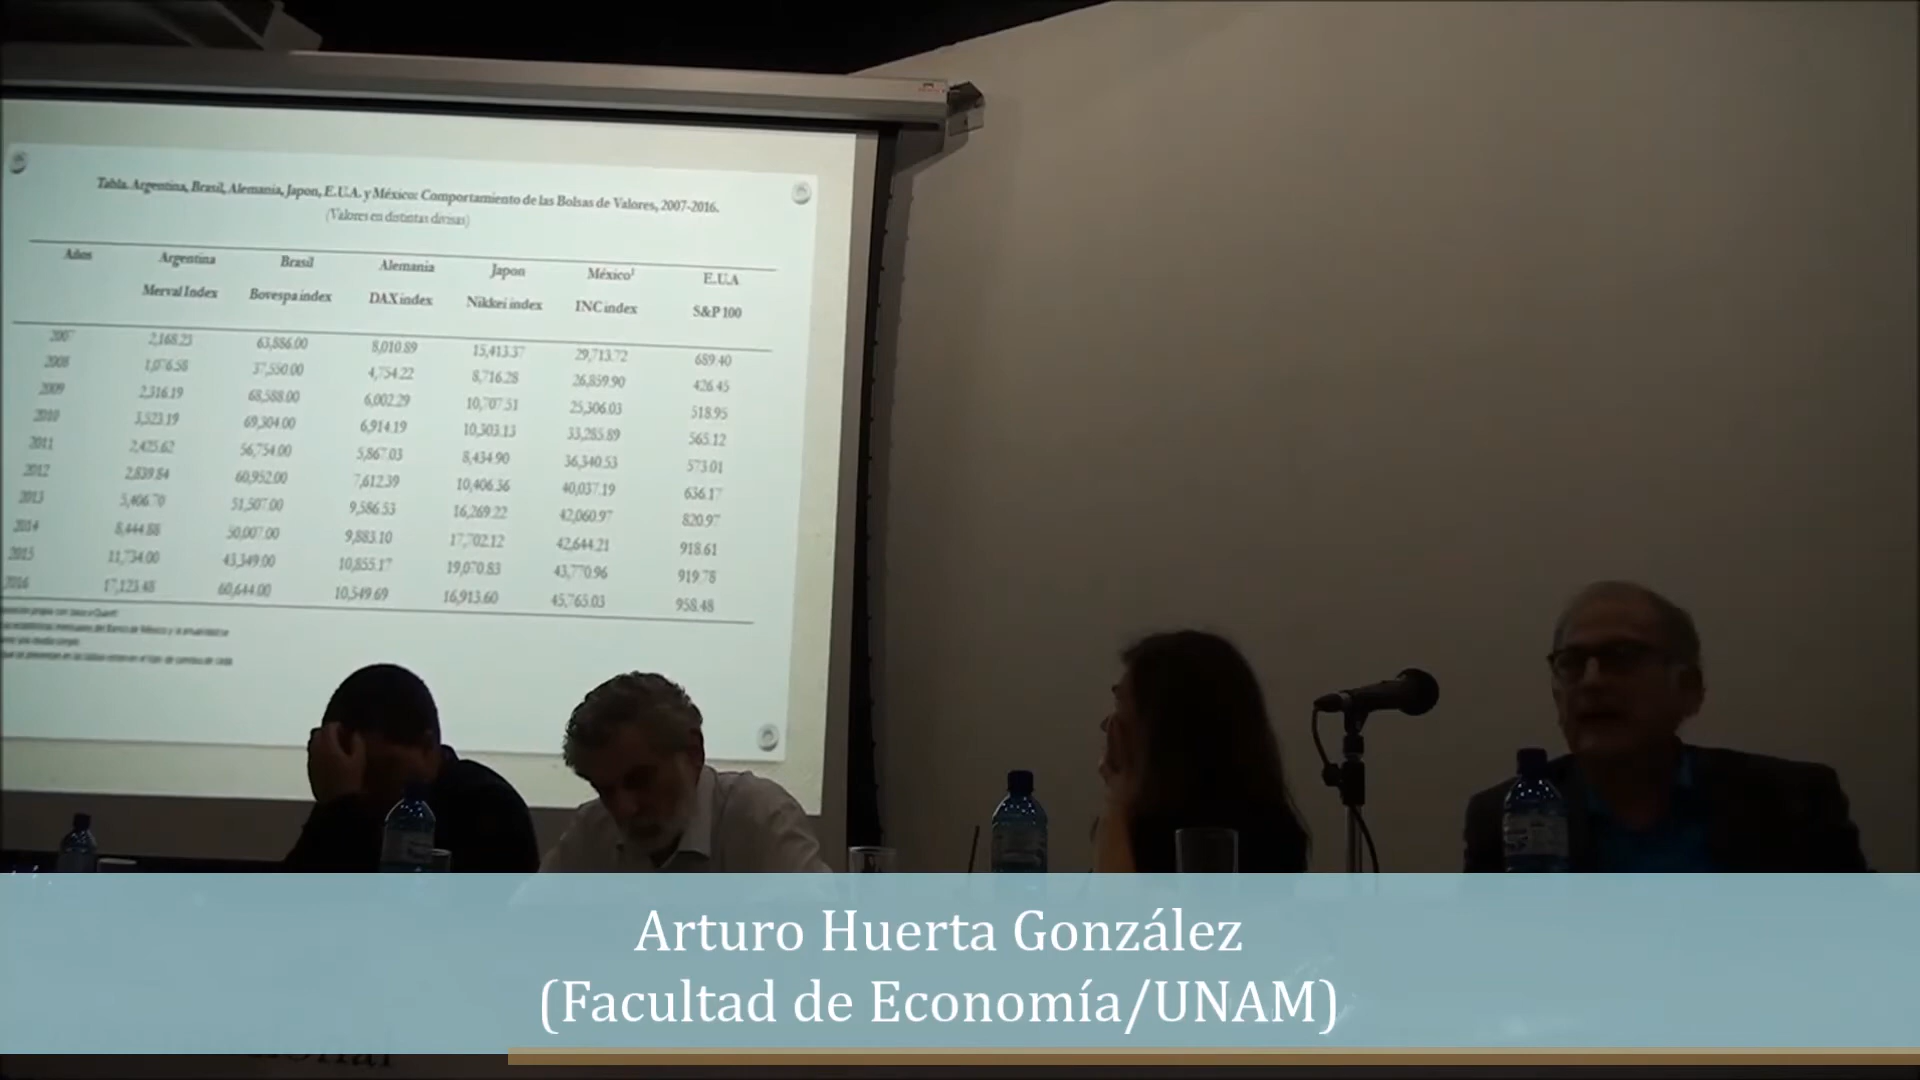 Tabla. Argentina, Brasil, Alemania, Japon, E.U.A. y México: Comportamiento de las Bolsas de Valores, 2007-2016.
(Valores en distintas divisas)
Años Argentina Brasil Alemania Japon México¹ E.U.A
Merval Index Bovespa index DAX index Nikkei index INC index S&P 100
2007 2,168.23 63,886.00 8,010.89 15,413.37 29,713.72 689.40
2008 1,076.58 37,550.00 4,754.22 8,716.28 26,859.90 426.45
2009 2,316.19 68,588.00 6,002.29 10,707.51 25,306.03 518.95
2010 3,523.19 69,304.00 6,914.19 10,303.13 33,285.89 565.12
2011 2,425.62 56,754.00 5,867.03 8,434.90 36,340.53 573.01
2012 2,839.84 60,952.00 7,612.39 10,406.36 40,037.19 636.17
2013 5,406.70 51,507.00 9,586.53 16,269.22 42,060.97 820.97
2014 8,444.88 50,007.00 9,883.10 17,702.12 42,644.21 918.61
2015 11,734.00 43,349.00 10,855.17 19,070.83 43,770.96 919.78
2016 17,123.48 60,644.00 10,549.69 16,913.60 45,765.03 958.48
Arturo Huerta González
(Facultad de Economía/UNAM)